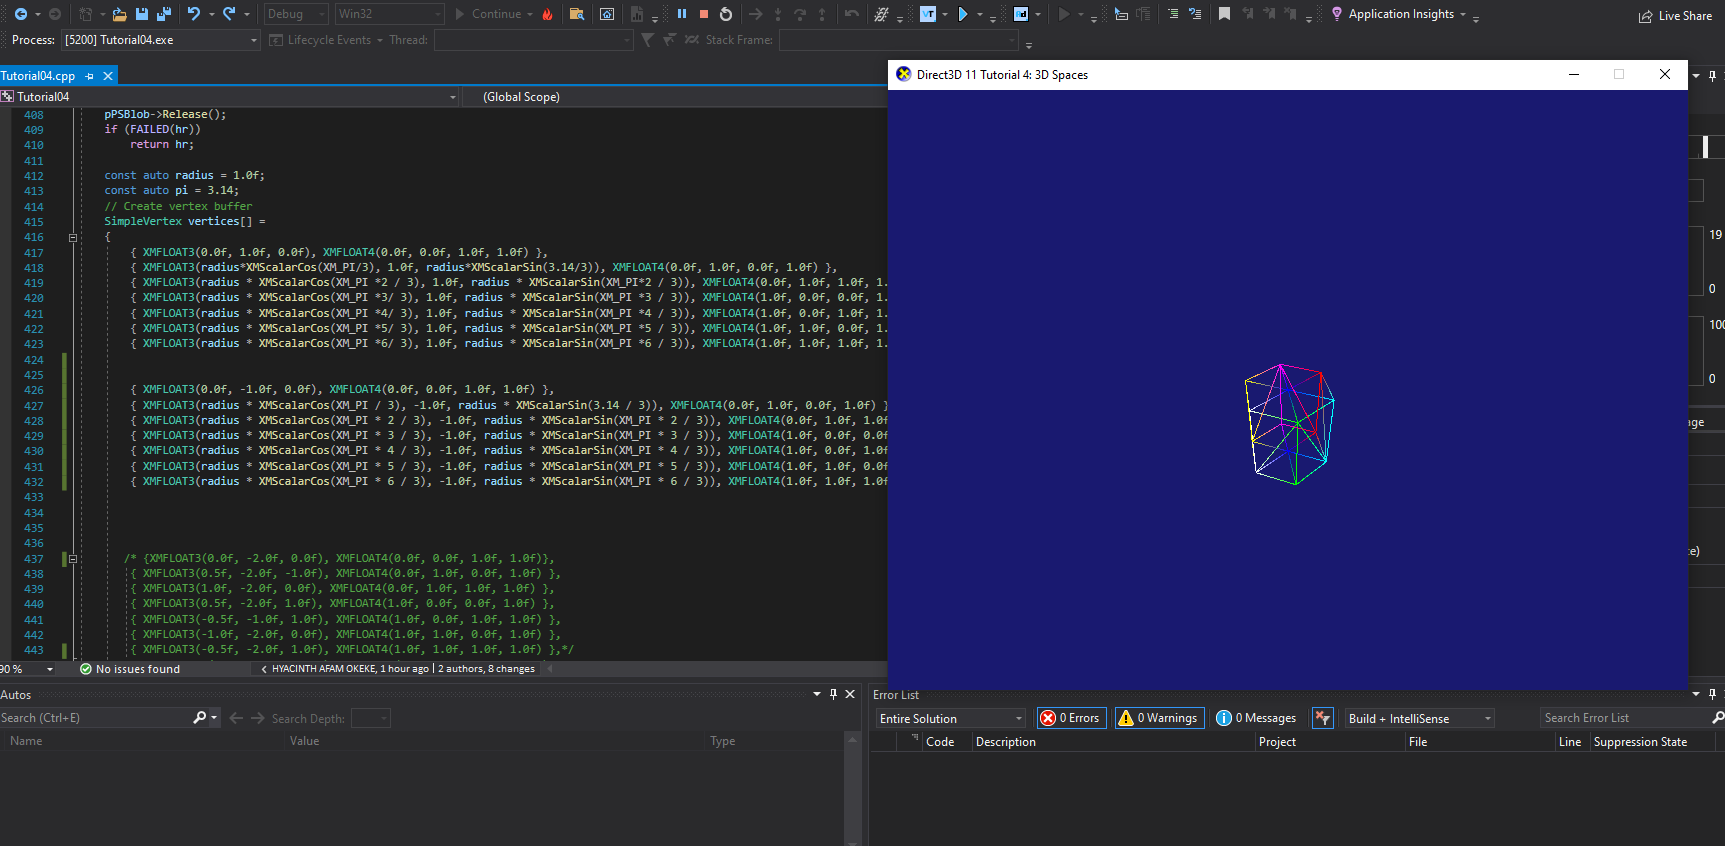 Debug Win32 Continue Application Insights Live Share
Process: [5200] Tutorial04.exe Lifecycle Events Thread: Stack Frame:
Tutorial04.cpp
Tutorial04 (Global Scope)
408 pPSBlob->Release();
409 if (FAILED(hr))
410 return hr;
411
412 const auto radius = 1.0f;
413 const auto pi = 3.14;
414 // Create vertex buffer
415 SimpleVertex vertices[] =
416 {
417 { XMFLOAT3(0.0f, 1.0f, 0.0f), XMFLOAT4(0.0f, 0.0f, 1.0f, 1.0f) },
418 { XMFLOAT3(radius*XMScalarCos(XM_PI/3), 1.0f, radius*XMScalarSin(3.14/3)), XMFLOAT4(0.0f, 1.0f, 0.0f, 1.0f) },
419 { XMFLOAT3(radius * XMScalarCos(XM_PI *2 / 3), 1.0f, radius * XMScalarSin(XM_PI*2 / 3)), XMFLOAT4(0.0f, 1.0f, 1.0f, 1.
420 { XMFLOAT3(radius * XMScalarCos(XM_PI *3/ 3), 1.0f, radius * XMScalarSin(XM_PI *3 / 3)), XMFLOAT4(1.0f, 0.0f, 0.0f, 1.
421 { XMFLOAT3(radius * XMScalarCos(XM_PI *4/ 3), 1.0f, radius * XMScalarSin(XM_PI *4 / 3)), XMFLOAT4(1.0f, 0.0f, 1.0f, 1.
422 { XMFLOAT3(radius * XMScalarCos(XM_PI *5/ 3), 1.0f, radius * XMScalarSin(XM_PI *5 / 3)), XMFLOAT4(1.0f, 1.0f, 0.0f, 1.
423 { XMFLOAT3(radius * XMScalarCos(XM_PI *6/ 3), 1.0f, radius * XMScalarSin(XM_PI *6 / 3)), XMFLOAT4(1.0f, 1.0f, 1.0f, 1.
424
425
426 { XMFLOAT3(0.0f, -1.0f, 0.0f), XMFLOAT4(0.0f, 0.0f, 1.0f, 1.0f) },
427 { XMFLOAT3(radius * XMScalarCos(XM_PI / 3), -1.0f, radius * XMScalarSin(3.14 / 3)), XMFLOAT4(0.0f, 1.0f, 0.0f, 1.0f) }
428 { XMFLOAT3(radius * XMScalarCos(XM_PI * 2 / 3), -1.0f, radius * XMScalarSin(XM_PI * 2 / 3)), XMFLOAT4(0.0f, 1.0f, 1.0f
429 { XMFLOAT3(radius * XMScalarCos(XM_PI * 3 / 3), -1.0f, radius * XMScalarSin(XM_PI * 3 / 3)), XMFLOAT4(1.0f, 0.0f, 0.0f
430 { XMFLOAT3(radius * XMScalarCos(XM_PI * 4 / 3), -1.0f, radius * XMScalarSin(XM_PI * 4 / 3)), XMFLOAT4(1.0f, 0.0f, 1.0f
431 { XMFLOAT3(radius * XMScalarCos(XM_PI * 5 / 3), -1.0f, radius * XMScalarSin(XM_PI * 5 / 3)), XMFLOAT4(1.0f, 1.0f, 0.0f
432 { XMFLOAT3(radius * XMScalarCos(XM_PI * 6 / 3), -1.0f, radius * XMScalarSin(XM_PI * 6 / 3)), XMFLOAT4(1.0f, 1.0f, 1.0f
433
434
435
436
437 /* {XMFLOAT3(0.0f, -2.0f, 0.0f), XMFLOAT4(0.0f, 0.0f, 1.0f, 1.0f)},
438 { XMFLOAT3(0.5f, -2.0f, -1.0f), XMFLOAT4(0.0f, 1.0f, 0.0f, 1.0f) },
439 { XMFLOAT3(1.0f, -2.0f, 0.0f), XMFLOAT4(0.0f, 1.0f, 1.0f, 1.0f) },
440 { XMFLOAT3(0.5f, -2.0f, 1.0f), XMFLOAT4(1.0f, 0.0f, 0.0f, 1.0f) },
441 { XMFLOAT3(-0.5f, -1.0f, 1.0f), XMFLOAT4(1.0f, 0.0f, 1.0f, 1.0f) },
442 { XMFLOAT3(-1.0f, -2.0f, 0.0f), XMFLOAT4(1.0f, 1.0f, 0.0f, 1.0f) },
443 { XMFLOAT3(-0.5f, -2.0f, 1.0f), XMFLOAT4(1.0f, 1.0f, 1.0f, 1.0f) },*/
90 % No issues found HYACINTH AFAM OKEKE, 1 hour ago | 2 authors, 8 changes
Direct3D 11 Tutorial 4: 3D Spaces
19
0
100
0
age
e)
Autos
Search (Ctrl+E) Search Depth:
Name Value Type
Error List
Entire Solution 0 Errors 0 Warnings 0 Messages Build + IntelliSense Search Error List
Code Description Project File Line Suppression State